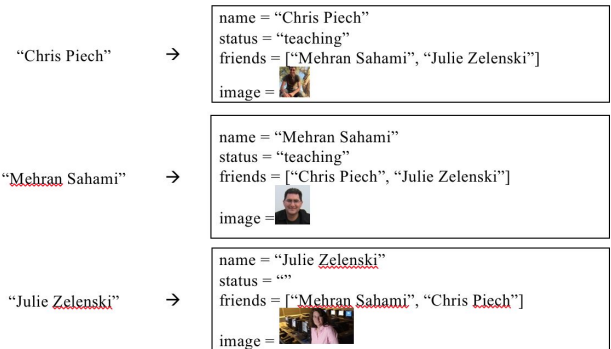 name = “Chris Piech”
status = “teaching”
“Chris Piech” → friends = [“Mehran Sahami”, “Julie Zelenski”]
image =
name = “Mehran Sahami”
status = “teaching”
“Mehran Sahami” → friends = [“Chris Piech”, “Julie Zelenski”]
image =
name = “Julie Zelenski”
status = “”
“Julie Zelenski” → friends = [“Mehran Sahami”, “Chris Piech”]
image =